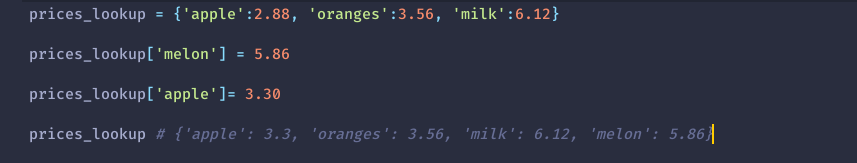 prices_lookup = {'apple':2.88, 'oranges':3.56, 'milk':6.12}
prices_lookup['melon'] = 5.86
prices_lookup['apple']= 3.30
prices_lookup # {'apple': 3.3, 'oranges': 3.56, 'milk': 6.12, 'melon': 5.86}